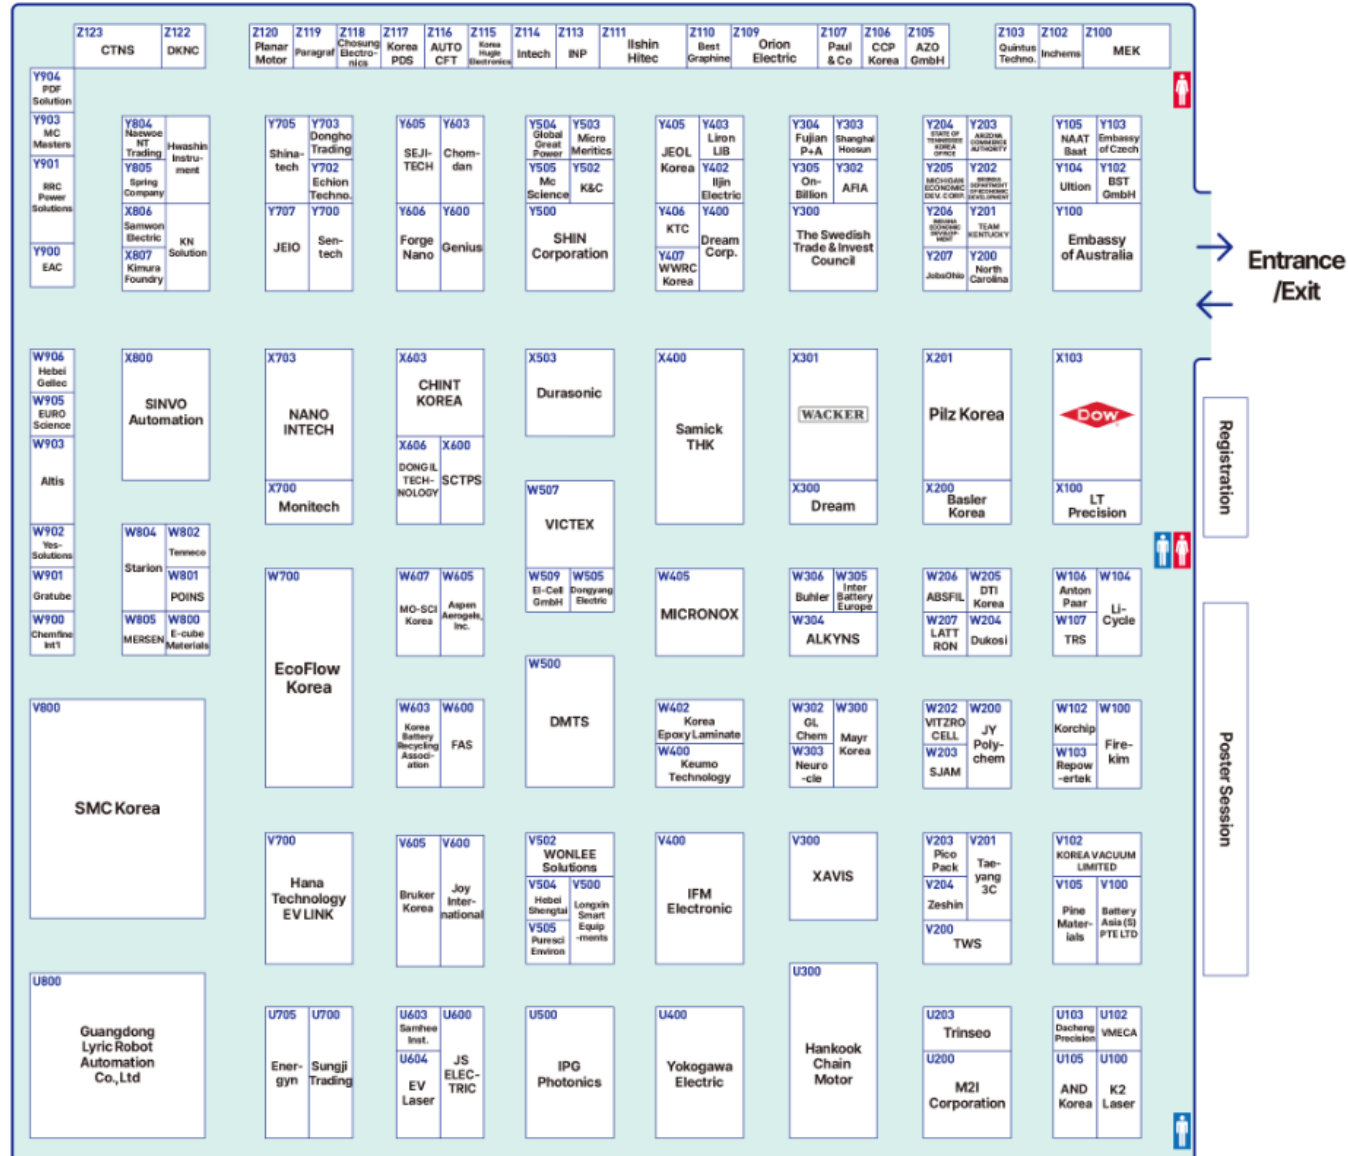 Z123
CTNS
Z122
DKNC
Z120
Planar
Motor
Z119
Paragraf
Z118
Chosung
Electro-
nics
Z117
Korea
PDS
Z116
AUTO
CFT
Z115
Korea
Hugle
Electronics
Z114
Intech
Z113
INP
Z111
Ilshin
Hitec
Z110
Best
Graphine
Z109
Orion
Electric
Z107
Paul
& Co
Z106
CCP
Korea
Z105
AZO
GmbH
Z103
Quintus
Techno.
Z102
Inchems
Z100
MEK
Y904
PDF
Solution
Y903
MC
Masters
Y901
RRC
Power
Solutions
Y900
EAC
Y804
Naewoe
NT
Trading
Hwashin
Instru-
ment
Y805
Spring
Company
X806
Samwon
Electric
KN
Solution
X807
Kimura
Foundry
Y705
Shina-
tech
Y703
Dongho
Trading
Y702
Echion
Techno.
Y707
JEIO
Y700
Sen-
tech
Y605
SEJI-
TECH
Y603
Chom-
dan
Y606
Forge
Nano
Y600
Genius
Y504
Global
Great
Power
Y503
Micro
Meritics
Y505
Mc
Science
Y502
K&C
Y500
SHIN
Corporation
Y405
JEOL
Korea
Y403
Liron
LIB
Y402
Iljin
Electric
Y406
KTC
Y400
Dream
Corp.
Y407
WWRC
Korea
Y304
Fujian
P+A
Y303
Shanghai
Hoosun
Y305
On-
Billion
Y302
AFIA
Y300
The Swedish
Trade & Invest
Council
Y204
STATE OF
TENNESSEE
KOREA
OFFICE
Y203
ARIZONA
COMMERCE
AUTHORITY
Y205
MICHIGAN
ECONOMIC
DEV. CORP.
Y202
DEPARTMENT
OF ECONOMIC
DEVELOPMENT
Y206
INDIANA
ECONOMIC
DEVELOP-
MENT
Y201
TEAM
KENTUCKY
Y207
JobsOhio
Y200
North
Carolina
Y105
NAAT
Baat
Y103
Embassy
of Czech
Y104
Ultion
Y102
BST
GmbH
Y100
Embassy
of Australia
Entrance
/Exit
W906
Hebei
Gellec
W905
EURO
Science
W903
Altis
W902
Yes-
Solutions
W901
Gratube
W900
Chemfine
Int'l
X800
SINVO
Automation
W804
Starion
W802
Tenneco
W801
POINS
W805
MERSEN
W800
E-cube
Materials
X703
NANO
INTECH
X700
Monitech
X603
CHINT
KOREA
X606
DONG IL
TECH-
NOLOGY
X600
SCTPS
X503
Durasonic
W507
VICTEX
W509
El-Cell
GmbH
W505
Dongyang
Electric
X400
Samick
THK
X301
WACKER
X300
Dream
X201
Pilz Korea
X200
Basler
Korea
X103
Dow
X100
LT
Precision
Registration
W700
EcoFlow
Korea
W607
MO-SCI
Korea
W605
Aspen
Aerogels,
Inc.
W405
MICRONOX
W306
Buhler
W305
Inter
Battery
Europe
W304
ALKYNS
W206
ABSFIL
W205
DTI
Korea
W207
LATT
RON
W204
Dukosi
W106
Anton
Paar
W104
Li-
Cycle
W107
TRS
Poster Session
V800
SMC Korea
W603
Korea
Battery
Recycling
Associ-
ation
W600
FAS
W500
DMTS
W402
Korea
Epoxy Laminate
W400
Keumo
Technology
W302
GL
Chem
W300
Mayr
Korea
W303
Neuro
-cle
W202
VITZRO
CELL
W200
JY
Poly-
chem
W203
SJAM
W102
Korchip
W100
Fire-
kim
W103
Repow
-ertek
V700
Hana
Technology
EV LINK
V605
Bruker
Korea
V600
Joy
Inter-
national
V502
WONLEE
Solutions
V504
Hebei
Shengtai
V500
Longxin
Smart
Equip
-ments
V505
Puresci
Environ
V400
IFM
Electronic
V300
XAVIS
V203
Pico
Pack
V201
Tae-
yang
3C
V204
Zeshin
V200
TWS
V102
KOREA VACUUM
LIMITED
V105
Pine
Mater-
ials
V100
Battery
Asia (S)
PTE LTD
U800
Guangdong
Lyric Robot
Automation
Co.,Ltd
U705
Ener-
gyn
U700
Sungji
Trading
U603
Samhee
Inst.
U604
EV
Laser
U600
JS
ELEC-
TRIC
U500
IPG
Photonics
U400
Yokogawa
Electric
U300
Hankook
Chain
Motor
U203
Trinseo
U200
M2I
Corporation
U103
Dacheng
Precision
U102
VMECA
U105
AND
Korea
U100
K2
Laser